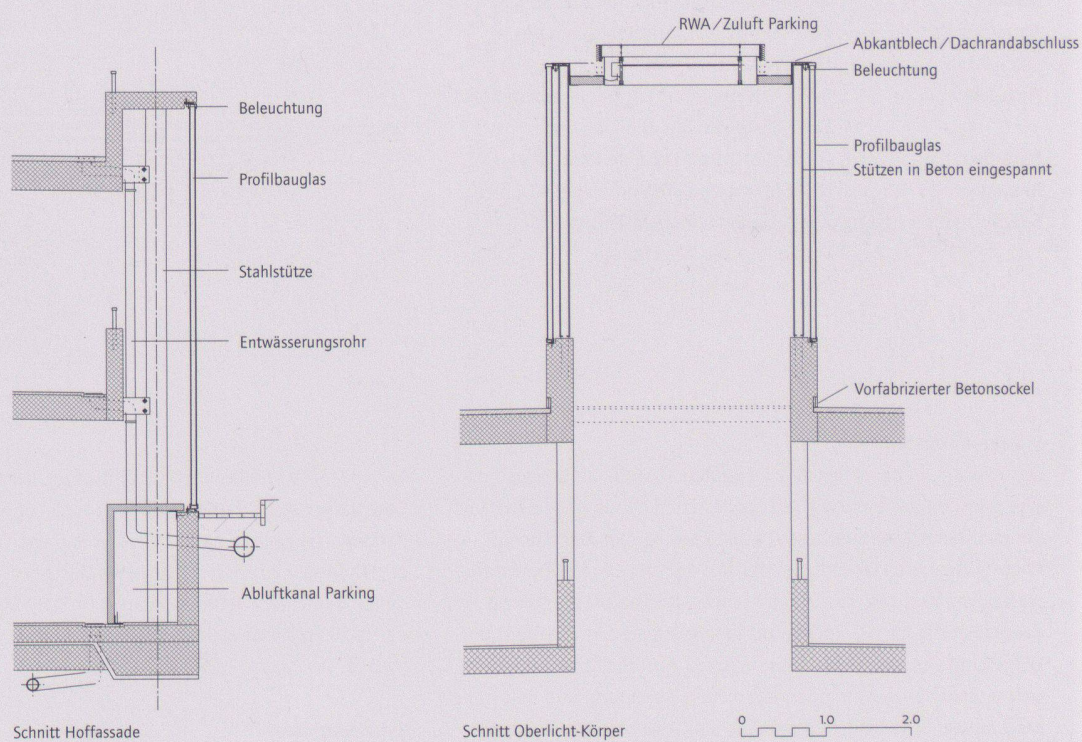 Beleuchtung
Profilbauglas
Stahlstütze
Entwässerungsrohr
Abluftkanal Parking
Schnitt Hoffassade
RWA/Zuluft Parking
Abkantblech/Dachrandabschluss
Beleuchtung
Profilbauglas
Stützen in Beton eingespannt
Vorfabrizierter Betonsockel
Schnitt Oberlicht-Körper
0 1.0 2.0